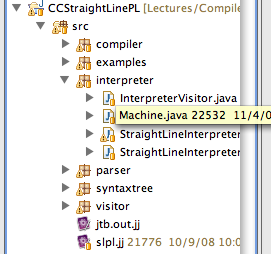 CCStraightLinePL [Lectures/Compile
src
compiler
examples
interpreter
InterpreterVisitor.java
Machine.java 22532 11/4/0
StraightLineInterpreter
StraightLineInterpreter
parser
syntaxtree
visitor
jtb.out.jj
slpl.jj 21776 10/9/08 10:0